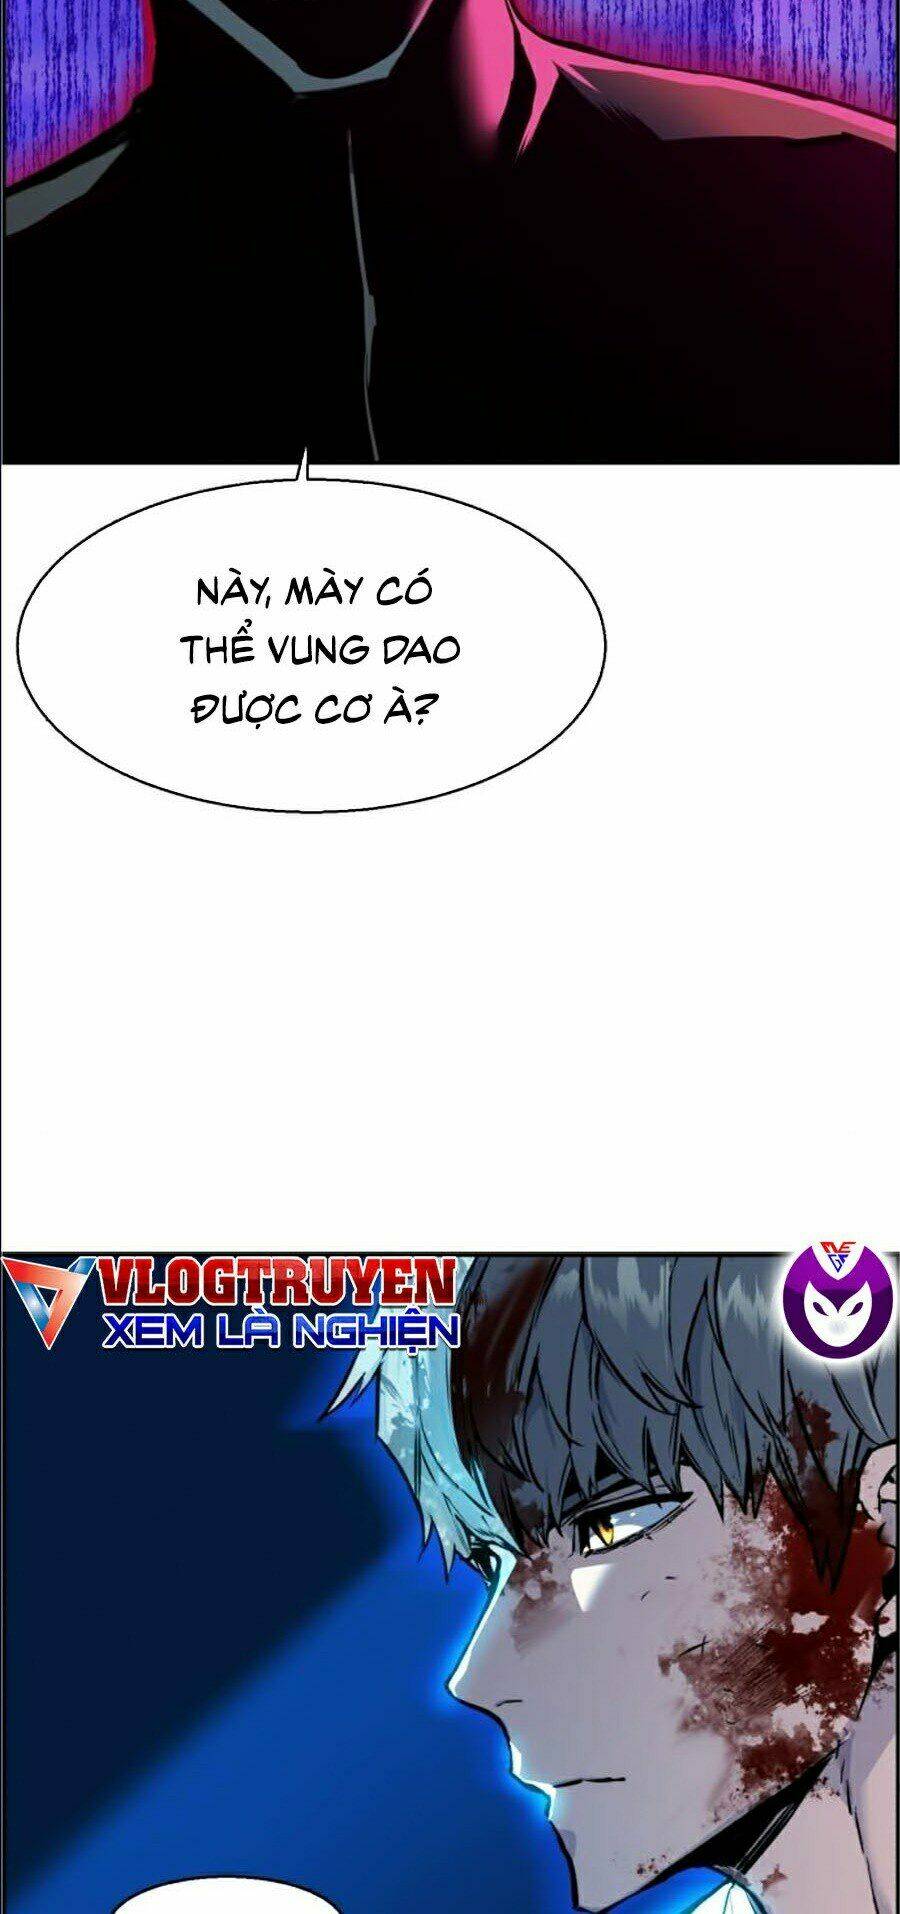 NÀY, MÀY CÓ
THỂ VUNG DAO
ĐƯỢC CƠ À?
VLOGTRUYEN
XEM LÀ NGHIỆN